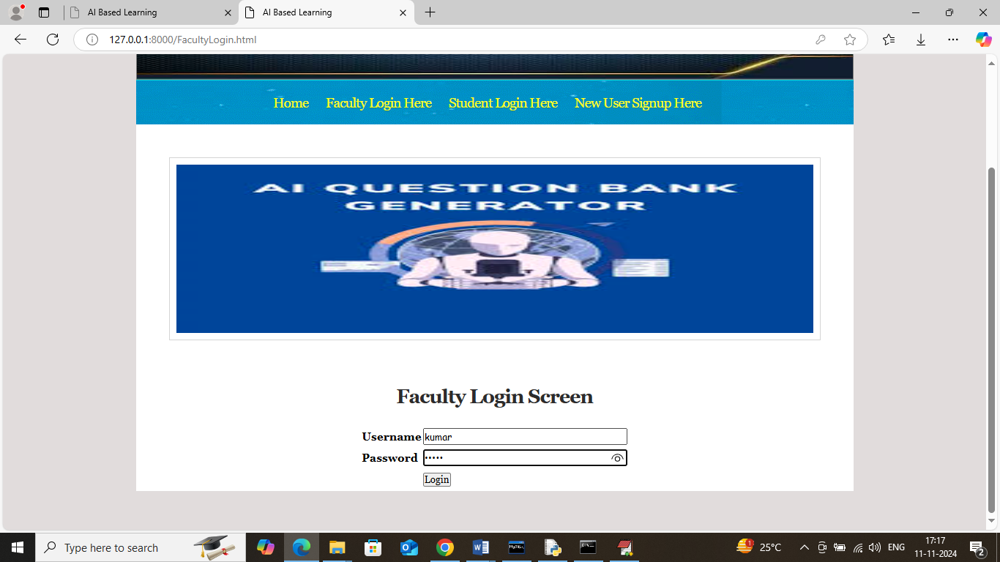 AI Based Learning
AI Based Learning
127.0.0.1:8000/FacultyLogin.html
Home Faculty Login Here Student Login Here New User Signup Here
AI QUESTION BANK
GENERATOR
Faculty Login Screen
Username kumar
Password •••••
Login
Type here to search
1 25°C ENG 17:17
11-11-2024
2